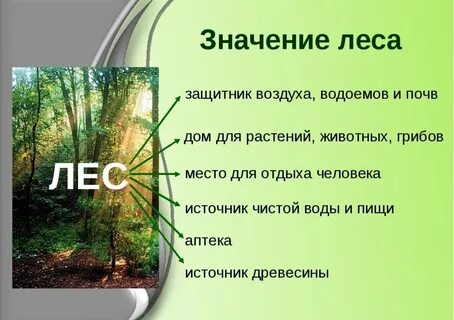 Значение леса
защитник воздуха, водоемов и почв
дом для растений, животных, грибов
ЛЕС
место для отдыха человека
источник чистой воды и пищи
аптека
источник древесины